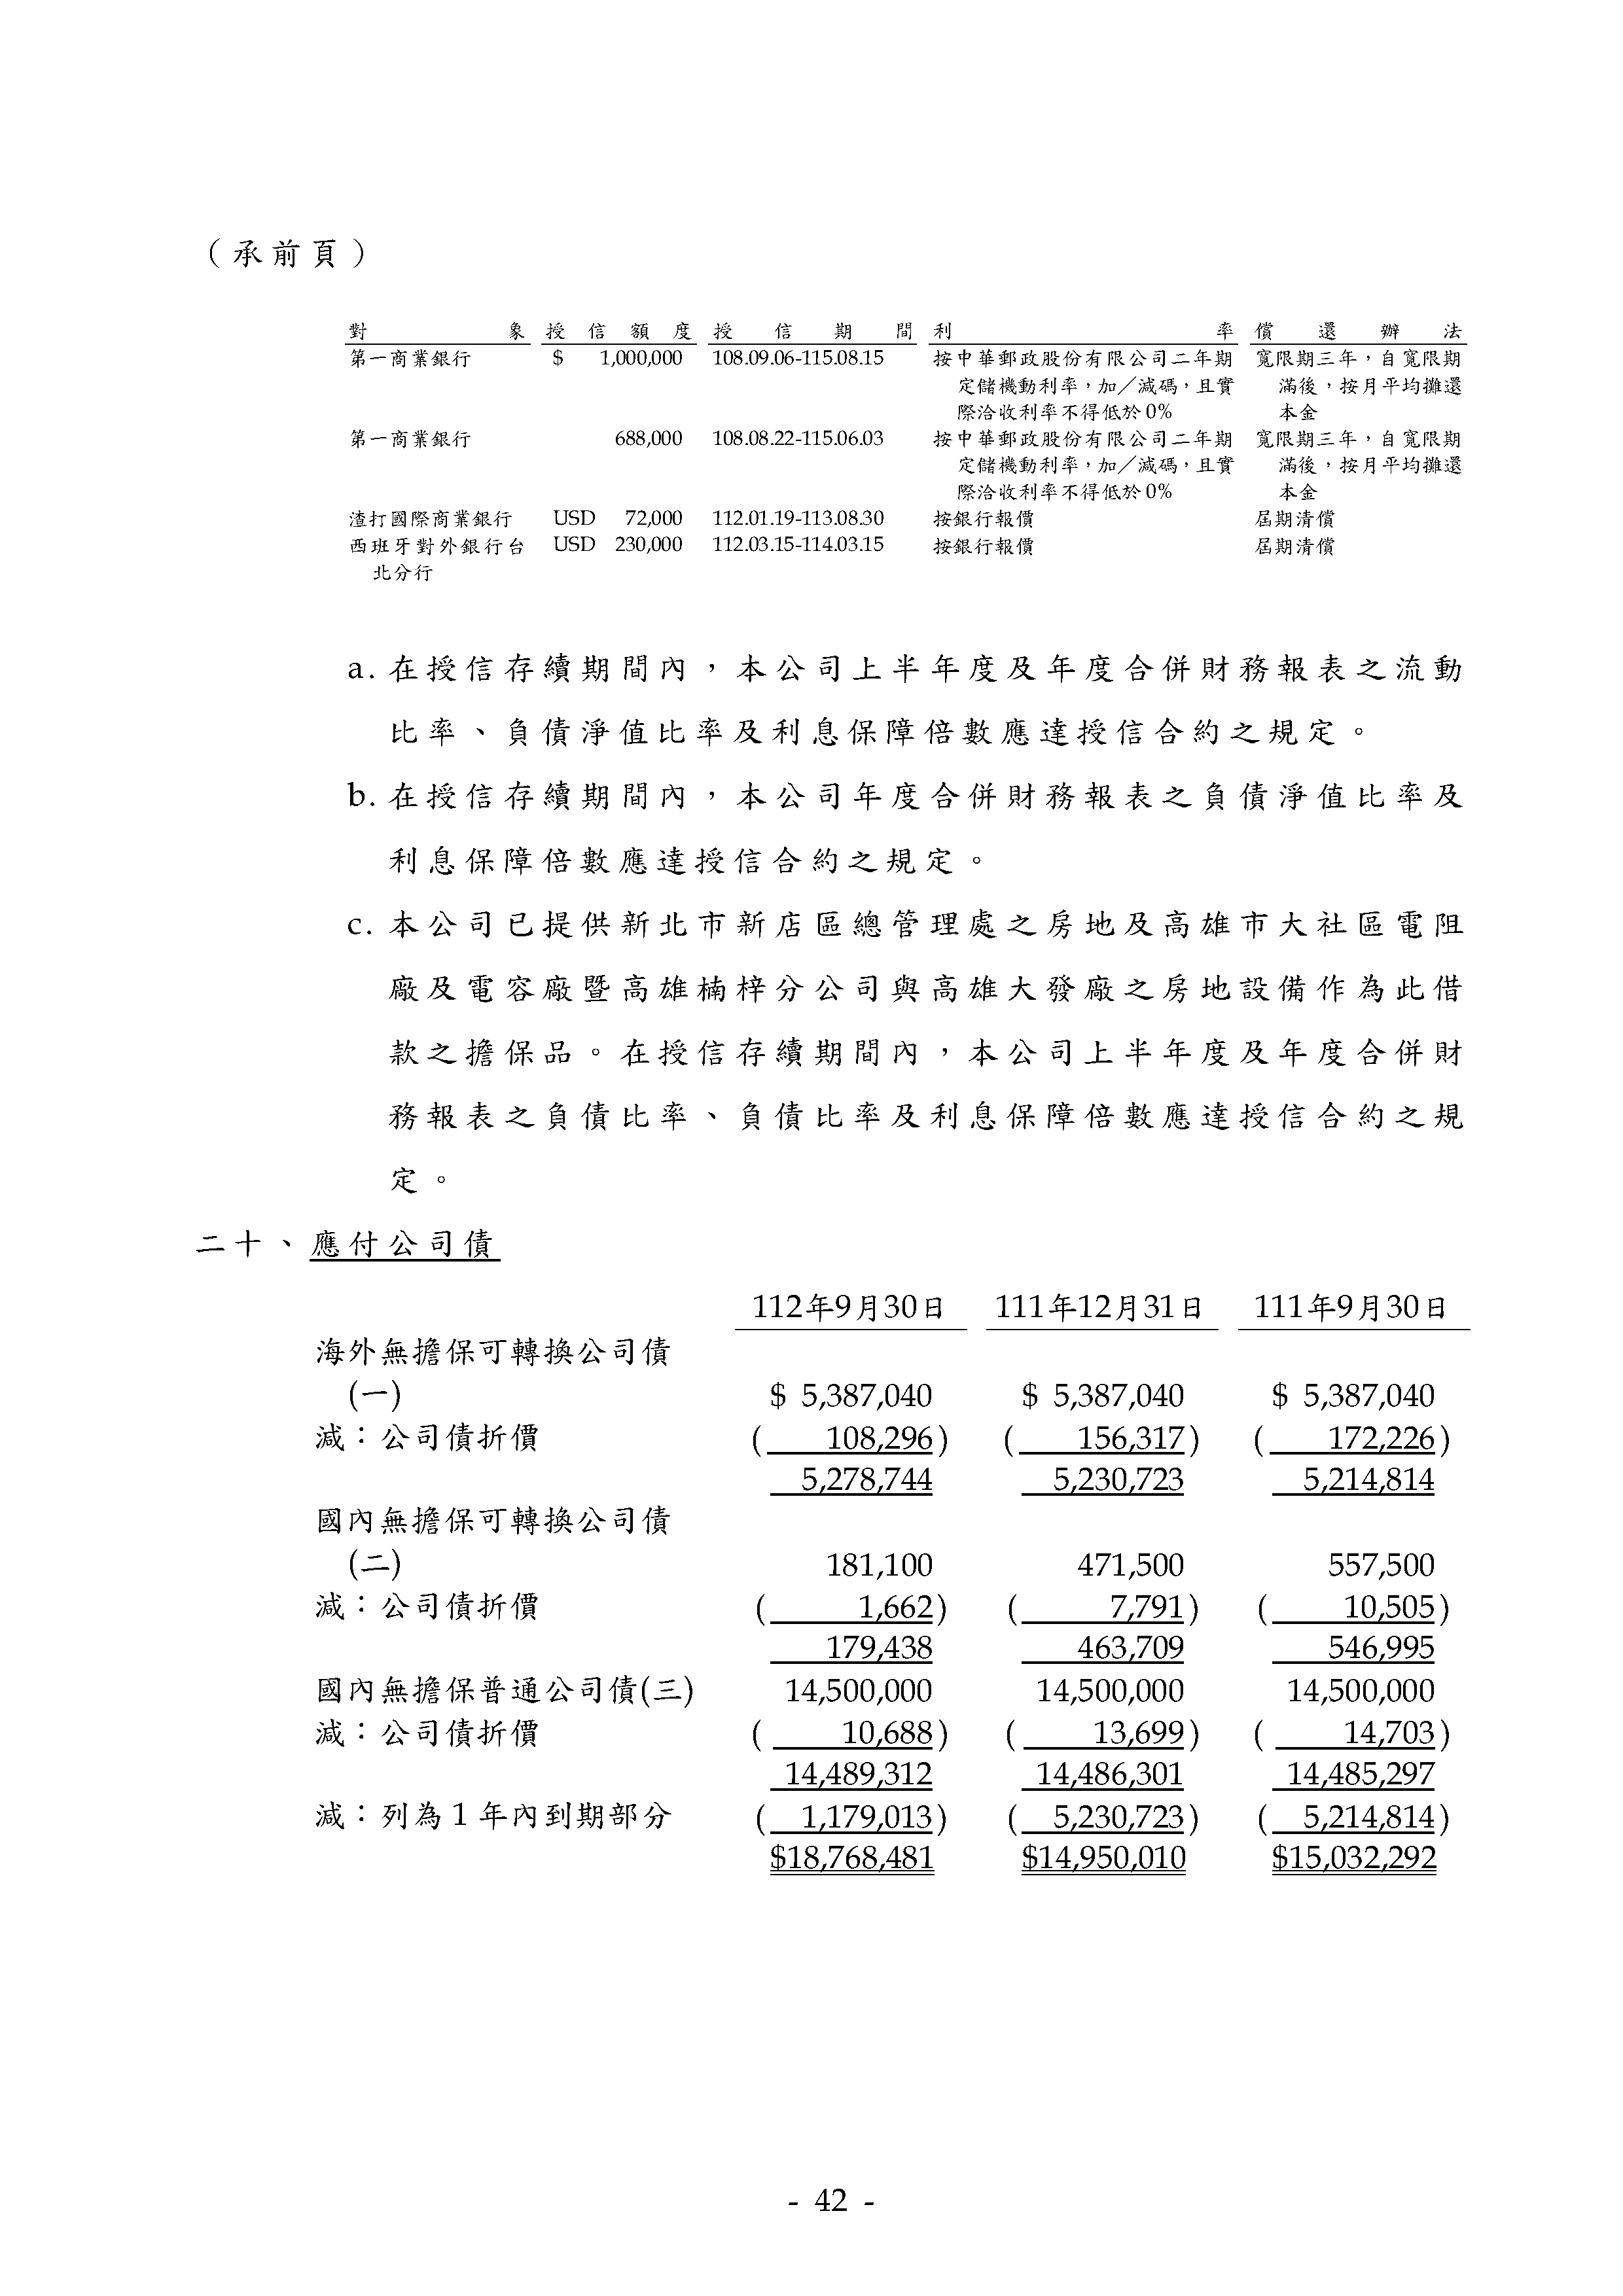 （承前頁）
對象 授信額度 授信期間 利率 償還辦法
第一商業銀行 $ 1,000,000 108.09.06-115.08.15 按中華郵政股份有限公司二年期 寬限期三年，自寬限期
定儲機動利率，加／減碼，且實 滿後，按月平均攤還
際洽收利率不得低於0% 本金
第一商業銀行 688,000 108.08.22-115.06.03 按中華郵政股份有限公司二年期 寬限期三年，自寬限期
定儲機動利率，加／減碼，且實 滿後，按月平均攤還
際洽收利率不得低於0% 本金
渣打國際商業銀行 USD 72,000 112.01.19-113.08.30 按銀行報價 屆期清償
西班牙對外銀行台 USD 230,000 112.03.15-114.03.15 按銀行報價 屆期清償
北分行
a. 在授信存續期間內，本公司上半年度及年度合併財務報表之流動
比率、負債淨值比率及利息保障倍數應達授信合約之規定。
b. 在授信存續期間內，本公司年度合併財務報表之負債淨值比率及
利息保障倍數應達授信合約之規定。
c. 本公司已提供新北市新店區總管理處之房地及高雄市大社區電阻
廠及電容廠暨高雄楠梓分公司與高雄大發廠之房地設備作為此借
款之擔保品。在授信存續期間內，本公司上半年度及年度合併財
務報表之負債比率、負債比率及利息保障倍數應達授信合約之規
定。
二十、應付公司債
112年9月30日 111年12月31日 111年9月30日
海外無擔保可轉換公司債
(一) $ 5,387,040 $ 5,387,040 $ 5,387,040
減：公司債折價 ( 108,296) ( 156,317) ( 172,226)
5,278,744 5,230,723 5,214,814
國內無擔保可轉換公司債
(二) 181,100 471,500 557,500
減：公司債折價 ( 1,662) ( 7,791) ( 10,505)
179,438 463,709 546,995
國內無擔保普通公司債(三) 14,500,000 14,500,000 14,500,000
減：公司債折價 ( 10,688) ( 13,699) ( 14,703)
14,489,312 14,486,301 14,485,297
減：列為1年內到期部分 ( 1,179,013) ( 5,230,723) ( 5,214,814)
$18,768,481 $14,950,010 $15,032,292
- 42 -